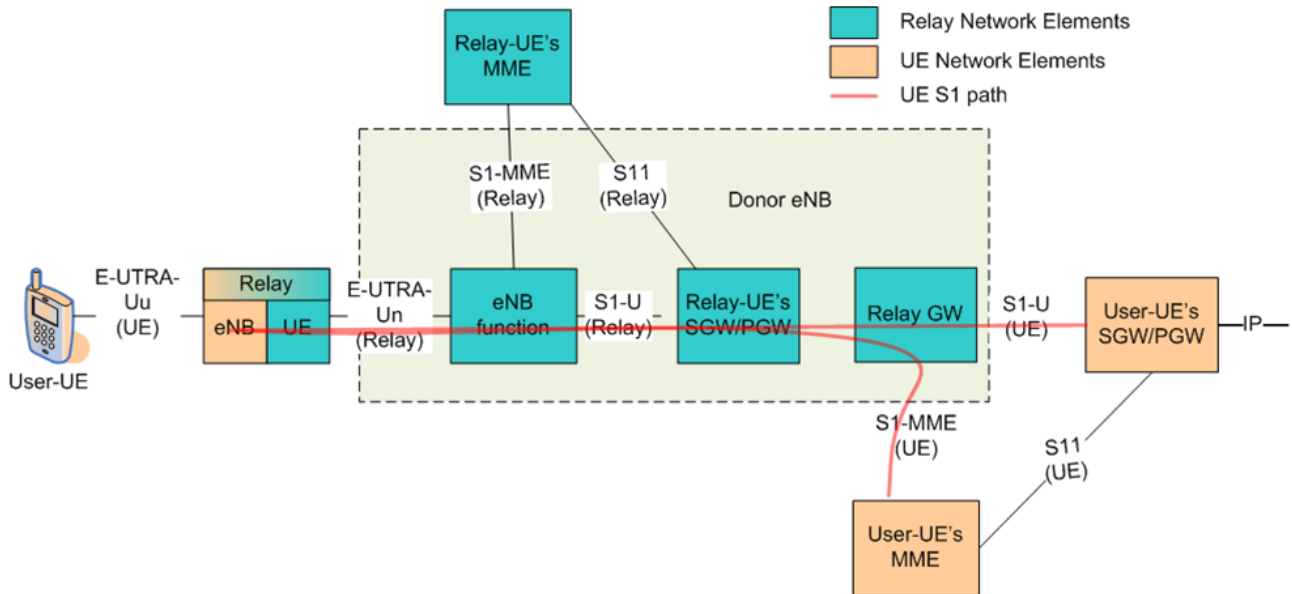 Relay-UE's
MME
Relay Network Elements
UE Network Elements
UE S1 path
S1-MME
(Relay)
S11
(Relay)
Donor eNB
E-UTRA-
Uu
(UE)
User-UE
Relay
eNB
UE
E-UTRA-
Un
(Relay)
eNB
function
S1-U
(Relay)
Relay-UE's
SGW/PGW
Relay GW
S1-U
(UE)
User-UE's
SGW/PGW
IP
S1-MME
(UE)
S11
(UE)
User-UE's
MME